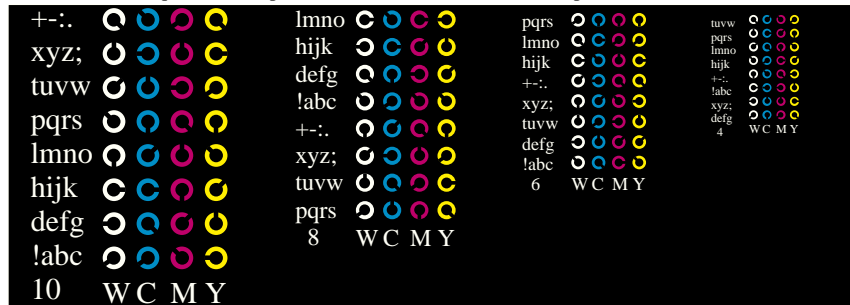 +-:.
xyz;
tuvw
pqrs
lmno
hijk
defg
!abc
10 W C M Y
lmno
hijk
defg
!abc
+-:.
xyz;
tuvw
pqrs
8 W C M Y
pqrs
lmno
hijk
+-:.
!abc
xyz;
tuvw
defg
!abc
6 W C M Y
tuvw
pqrs
lmno
hijk
+-:.
!abc
xyz;
defg
4 W C M Y